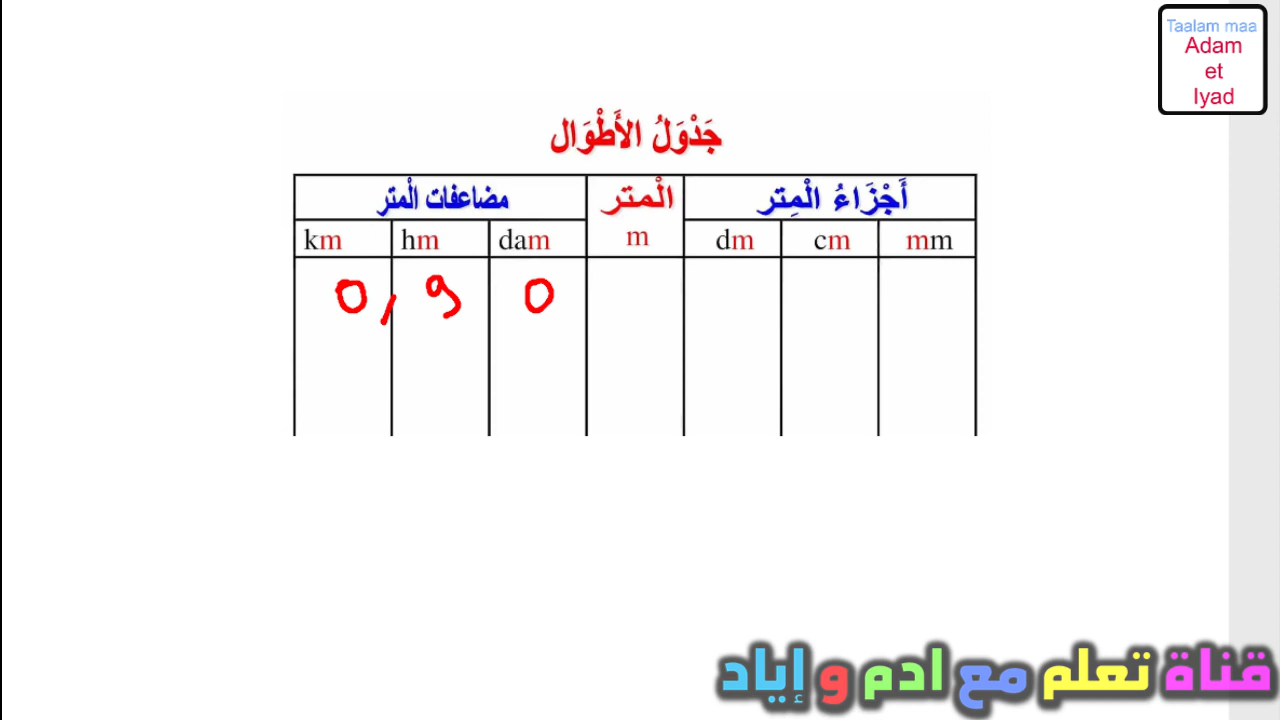 Taalam maa
Adam
et
Iyad
جَدْوَلُ الأَطْوَال
مضاعفات الْمتر الْمتر أَجْزَاءُ الْمِتر
km hm dam m dm cm mm
0, 9 0
قناة تعلم مع ادم و إياد